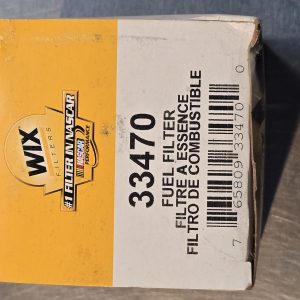 WIX
FILTERS
#1 FILTER IN NASCAR
NASCAR
PERFORMANCE
33470
FUEL FILTER
FILTRE A ESSENCE
FILTRO DE COMBUSTIBLE
7 65809 33470 0